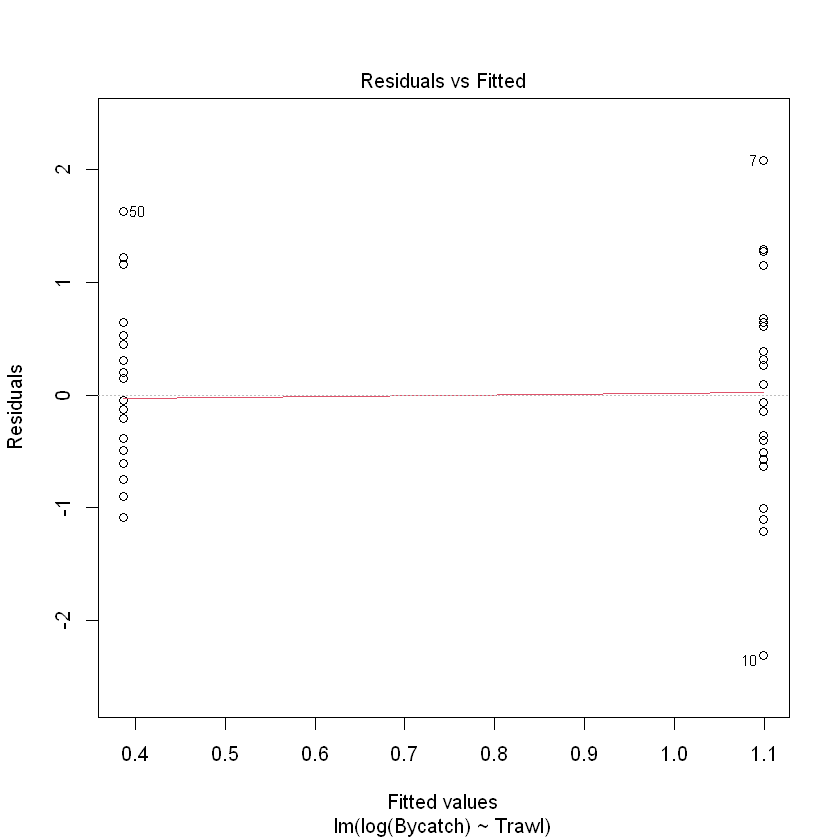 Residuals vs Fitted
Residuals
2
1
0
-1
-2
7
50
10
0.4 0.5 0.6 0.7 0.8 0.9 1.0 1.1
Fitted values
lm(log(Bycatch) ~ Trawl)